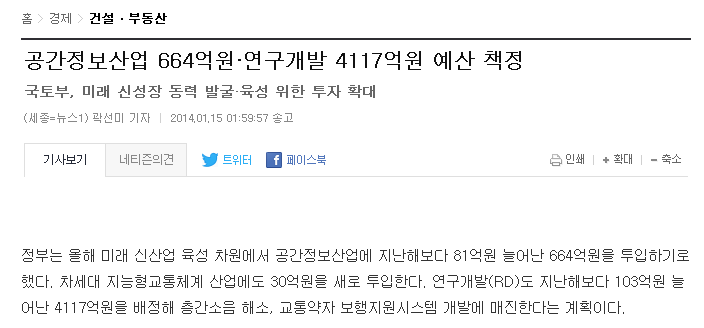 홈 > 경제 > 건설·부동산
공간정보산업 664억원·연구개발 4117억원 예산 책정
국토부, 미래 신성장 동력 발굴·육성 위한 투자 확대
(세종=뉴스1) 곽선미 기자 | 2014.01.15 01:59:57 송고
기사보기 네티즌의견 트위터 페이스북 인쇄 | + 확대 | - 축소
정부는 올해 미래 신산업 육성 차원에서 공간정보산업에 지난해보다 81억원 늘어난 664억원을 투입하기로
했다. 차세대 지능형교통체계 산업에도 30억원을 새로 투입한다. 연구개발(RD)도 지난해보다 103억원 늘
어난 4117억원을 배정해 층간소음 해소, 교통약자 보행지원시스템 개발에 매진한다는 계획이다.